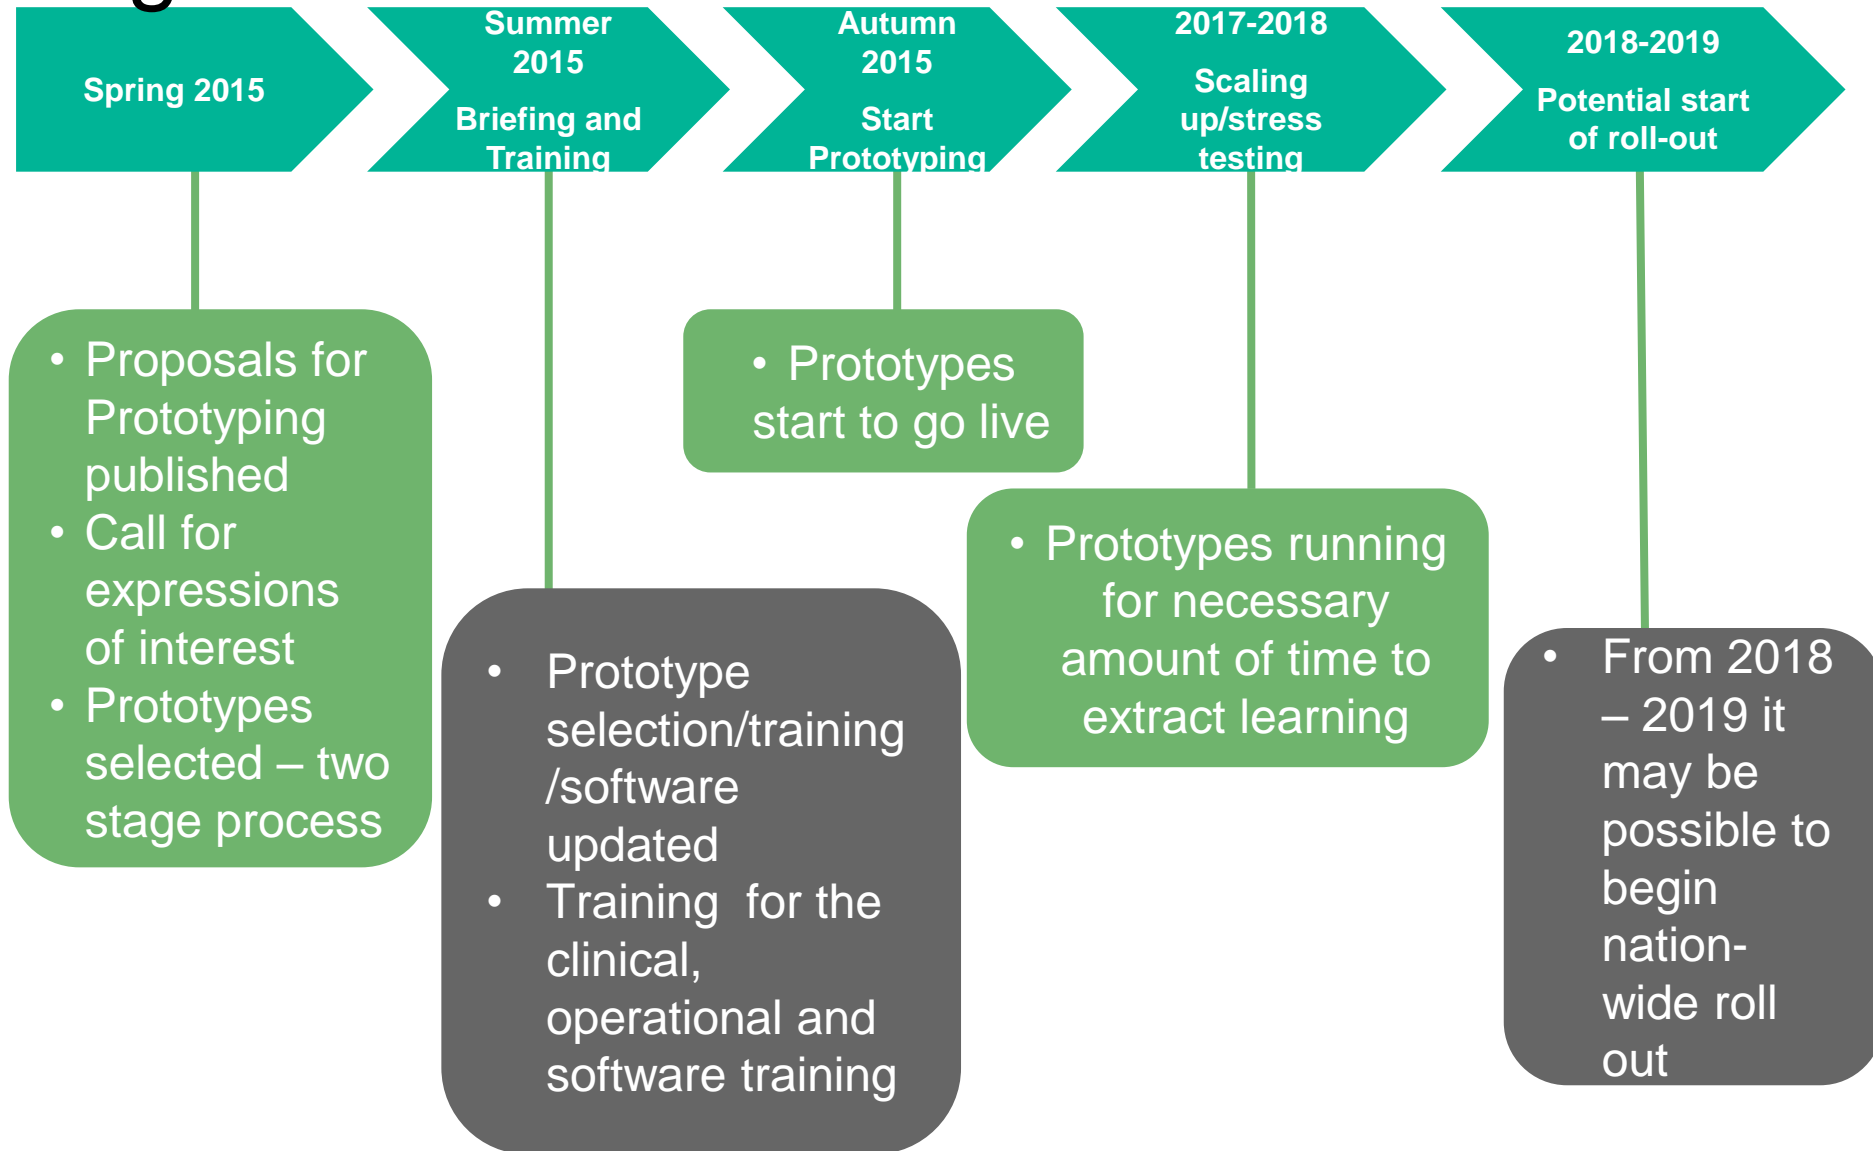 Spring 2015
Summer
2015
Briefing and
Training
Autumn
2015
Start
Prototyping
2017-2018
Scaling
up/stress
testing
2018-2019
Potential start
of roll-out
• Proposals for
Prototyping
published
• Call for
expressions
of interest
• Prototypes
selected – two
stage process
• Prototype
selection/training
/software
updated
• Training for the
clinical,
operational and
software training
• Prototypes
start to go live
• Prototypes running
for necessary
amount of time to
extract learning
• From 2018
– 2019 it
may be
possible to
begin
nation-
wide roll
out